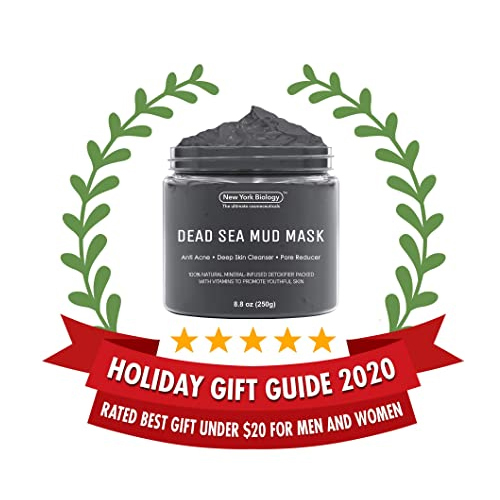 New York Biology™
The ultimate cosmeceuticals
DEAD SEA MUD MASK
Anti Acne • Deep Skin Cleanser • Pore Reducer
100% NATURAL MINERAL-INFUSED DETOXIFIER PACKED
WITH VITAMINS TO PROMOTE YOUTHFUL SKIN
8.8 oz (250g)
HOLIDAY GIFT GUIDE 2020
RATED BEST GIFT UNDER $20 FOR MEN AND WOMEN